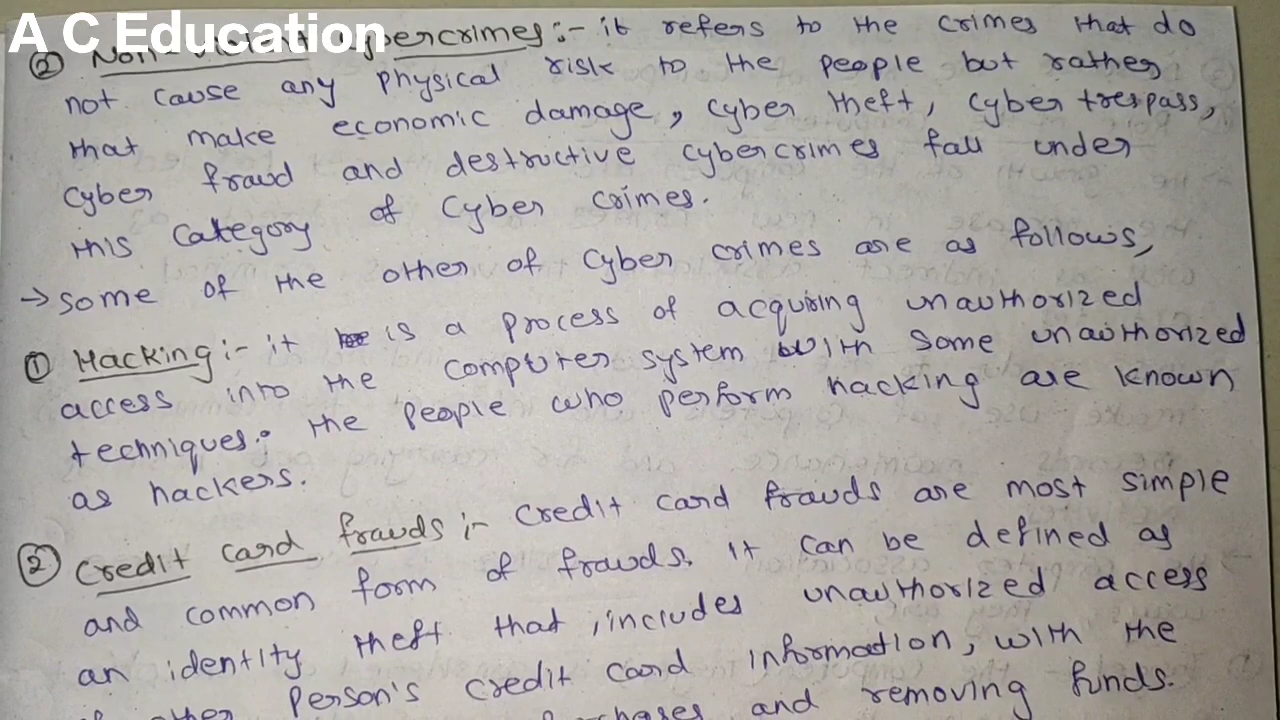 A C Education
② Non-violent cybercrimes :- it refers to the crimes that do
not cause any physical risk to the people but rather
that make economic damage, cyber theft, cyber trespass,
cyber fraud and destructive cybercrimes fall under
this category of cyber crimes.
→ some of the other of cyber crimes are as follows,
① Hacking :- it is a process of acquiring unauthorized
access into the computer system with some unauthorized
techniques. the people who perform hacking are known
as hackers.
② Credit card frauds :- credit card frauds are most simple
and common form of frauds. it can be defined as
an identity theft that, includes unauthorized access
person's credit card information, with the
and removing funds.